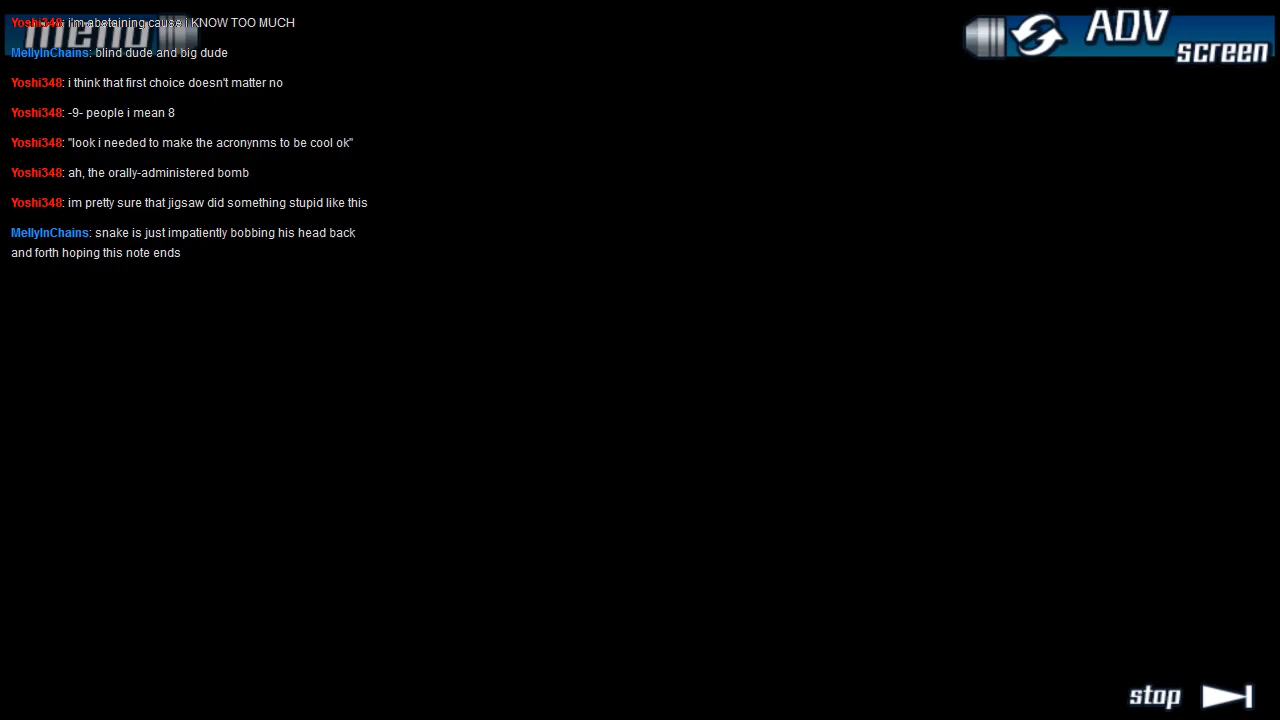 menu
Yoshi348: i'm abstaining cause i KNOW TOO MUCH
ADV
screen
MellyInChains: blind dude and big dude
Yoshi348: i think that first choice doesn't matter no
Yoshi348: -9- people i mean 8
Yoshi348: "look i needed to make the acronynms to be cool ok"
Yoshi348: ah, the orally-administered bomb
Yoshi348: im pretty sure that jigsaw did something stupid like this
MellyInChains: snake is just impatiently bobbing his head back
and forth hoping this note ends
stop